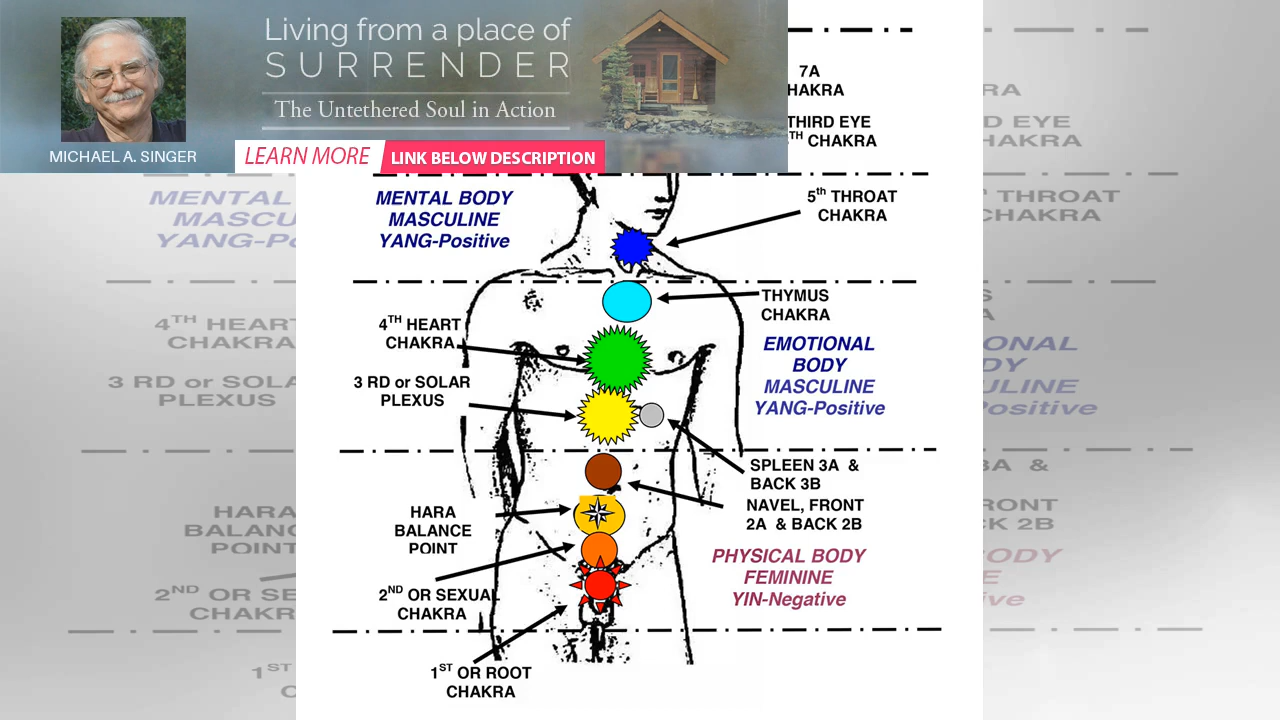 Living from a place of
SURRENDER
The Untethered Soul in Action
MICHAEL A. SINGER
LEARN MORE
LINK BELOW DESCRIPTION
7A
HAKRA
THIRD EYE
TH CHAKRA
MENTAL BODY
MASCULINE
YANG-Positive
5th THROAT
CHAKRA
THYMUS
CHAKRA
4TH HEART
CHAKRA
EMOTIONAL
BODY
MASCULINE
YANG-Positive
3 RD or SOLAR
PLEXUS
SPLEEN 3A &
BACK 3B
NAVEL, FRONT
2A & BACK 2B
HARA
BALANCE
POINT
PHYSICAL BODY
FEMININE
YIN-Negative
2ND OR SEXUAL
CHAKRA
1ST OR ROOT
CHAKRA